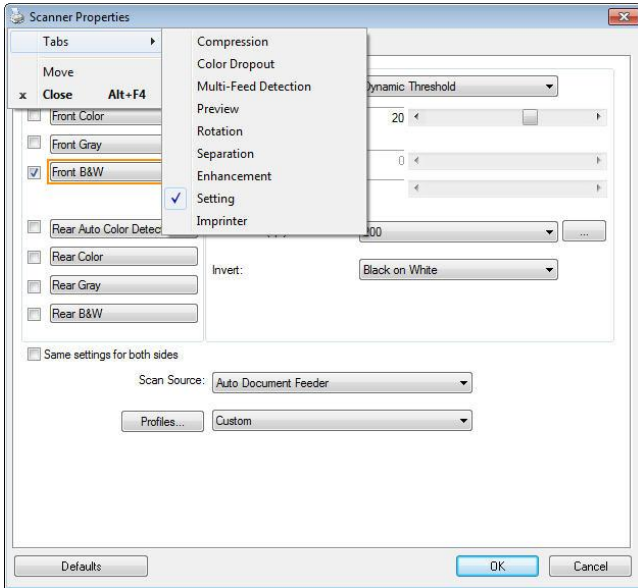 Scanner Properties
Tabs
Move
x Close Alt+F4
Compression
Color Dropout
Multi-Feed Detection
Preview
Rotation
Separation
Enhancement
Setting
Imprinter
Dynamic Threshold
Front Color
20
Front Gray
Front B&W
0
Rear Auto Color Detec
200
...
Rear Color
Invert: Black on White
Rear Gray
Rear B&W
Same settings for both sides
Scan Source: Auto Document Feeder
Profiles... Custom
Defaults
OK
Cancel